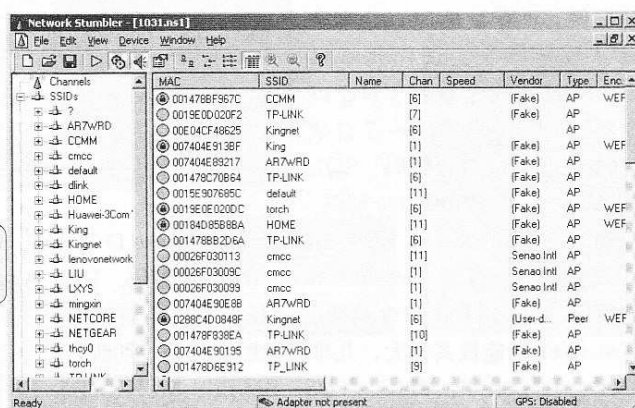 Network Stumbler - [1031.ns1]
File Edit View Device Window Help
Channels
SSIDs
?
AR7WRD
CCMM
cmcc
default
dlink
HOME
Huawei-3Com
King
Kingnet
lenovonetwork
LIU
LXYS
mingxin
NETCORE
NETGEAR
thcy0
torch
TP_LINK
MAC SSID Name Chan Speed Vendor Type Enc.
001478BF967C CCMM [6] (Fake) AP WEP
0019E0D020F2 TP-LINK [7] (Fake) AP
00E04CF48625 Kingnet [6] AP
007404E913BF King [1] (Fake) AP WEP
007404E89217 AR7WRD [1] (Fake) AP
001478C70B64 TP-LINK [6] (Fake) AP
0015E907685C default [11] (Fake) AP
0019E0E020DC torch [6] (Fake) AP WEP
00184D85B8BA HOME [11] (Fake) AP WEP
001478BB2D6A TP-LINK [6] (Fake) AP
00026F030113 cmcc [11] Senao Intl AP
00026F03009C cmcc [1] Senao Intl AP
00026F030099 cmcc [1] Senao Intl AP
007404E90E8B AR7WRD [1] (Fake) AP
0288C4D0848F Kingnet [6] (User-d... Peer WEP
001478F838EA TP-LINK [10] (Fake) AP
007404E90195 AR7WRD [1] (Fake) AP
001478D6E912 TP_LINK [9] (Fake) AP
Ready Adapter not present GPS: Disabled